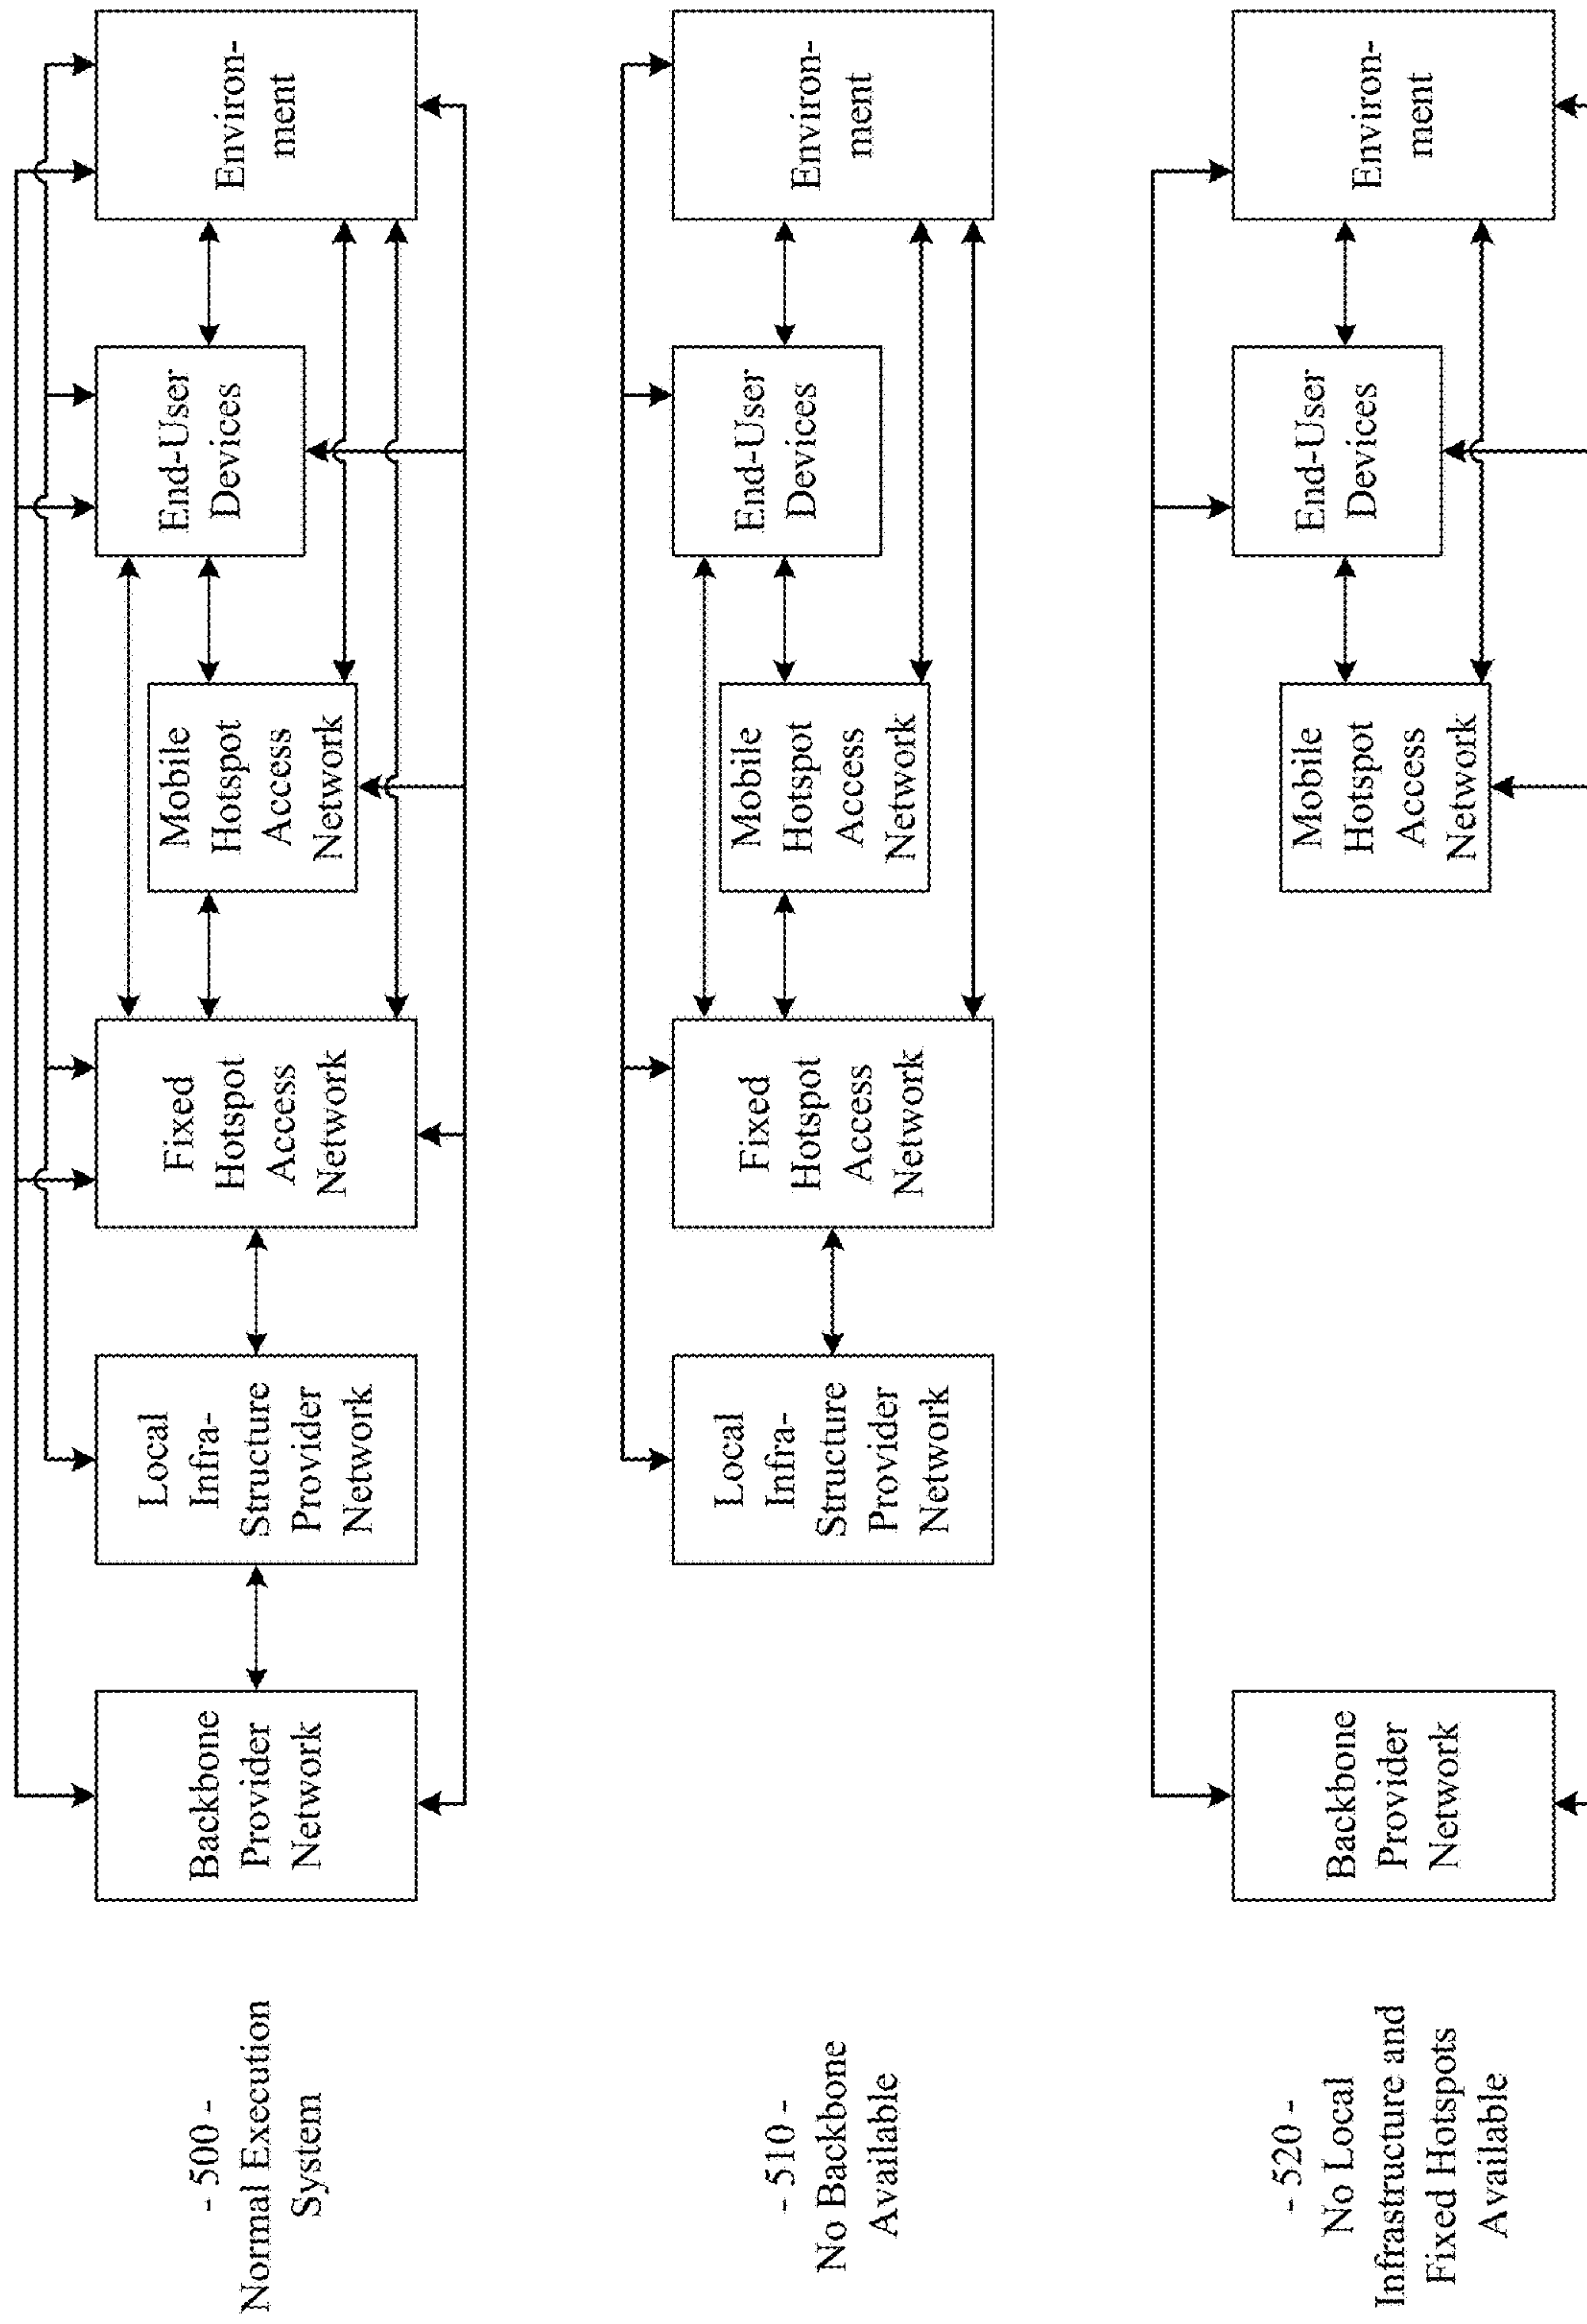 - 500 -
Normal Execution
System
Backbone
Provider
Network
Local
Infra-
Structure
Provider
Network
Fixed
Hotspot
Access
Network
Mobile
Hotspot
Access
Network
End-User
Devices
Environ-
ment
- 510 -
No Backbone
Available
Local
Infra-
Structure
Provider
Network
Fixed
Hotspot
Access
Network
Mobile
Hotspot
Access
Network
End-User
Devices
Environ-
ment
- 520 -
No Local
Infrastructure and
Fixed Hotspots
Available
Backbone
Provider
Network
Mobile
Hotspot
Access
Network
End-User
Devices
Environ-
ment